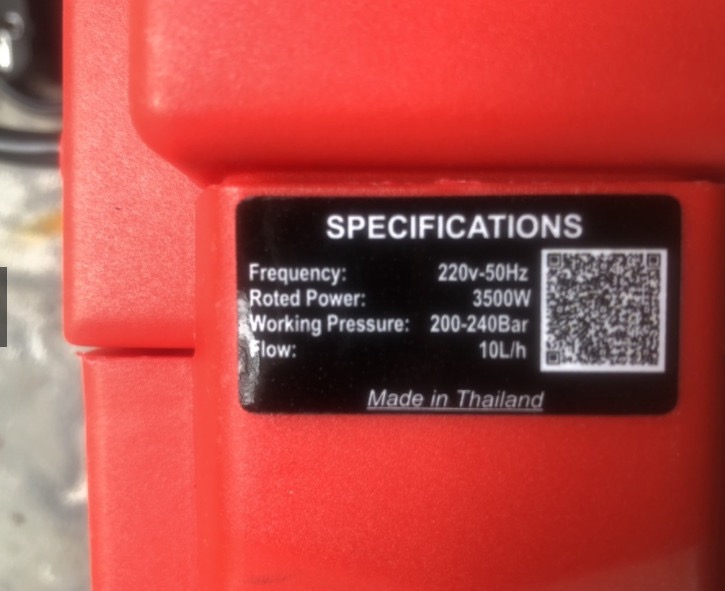 SPECIFICATIONS
Frequency: 220v-50Hz
Roted Power: 3500W
Working Pressure: 200-240Bar
Flow: 10L/h
Made in Thailand